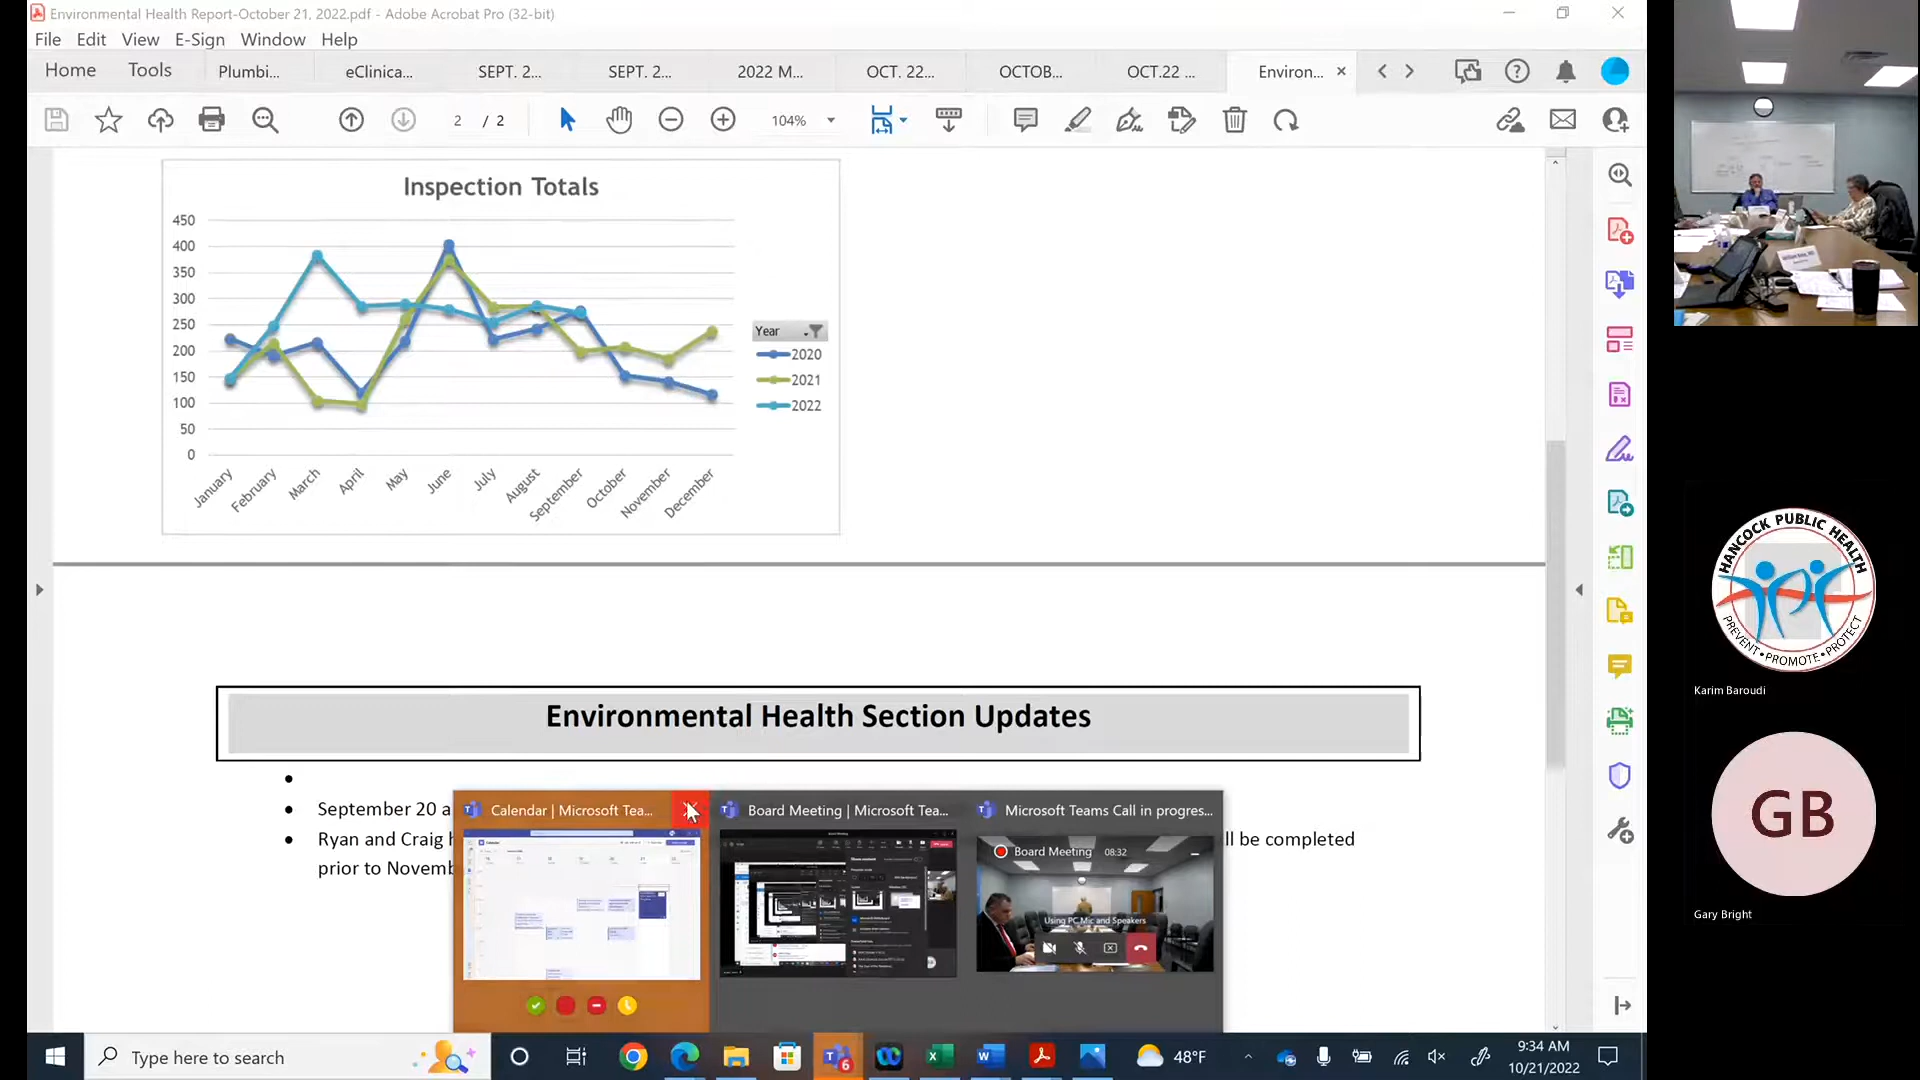 Environmental Health Report-October 21, 2022.pdf - Adobe Acrobat Pro (32-bit)
File Edit View E-Sign Window Help
Home Tools Plumbi... eClinica... SEPT. 2... SEPT. 2... 2022 M... OCT. 22... OCTOB... OCT.22 ... Environ...
2 / 2 104%
Inspection Totals
450
400
350
300
250
200
150
100
50
0
January February March April May June July August September October November December
Year
2020
2021
2022
Environmental Health Section Updates
September 20 a
Ryan and Craig h
ll be completed
prior to Novemb
Calendar | Microsoft Tea...
Board Meeting | Microsoft Tea...
Microsoft Teams Call in progres...
Board Meeting 08:32
Using PC Mic and Speakers
HANCOCK PUBLIC HEALTH
PREVENT • PROMOTE • PROTECT
Karim Baroudi
GB
Gary Bright
Type here to search
6
48°F
9:34 AM
10/21/2022